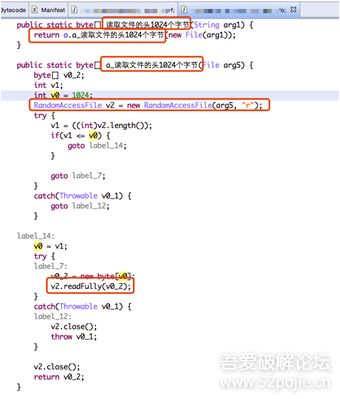 Bytecode Manifest
public static byte[] 读取文件的头1024个字节(String arg1) {
return o.a_读取文件的头1024个字节(new File(arg1));
}
public static byte[] a_读取文件的头1024个字节(File arg5) {
byte[] v0_2;
int v1;
int v0 = 1024;
RandomAccessFile v2 = new RandomAccessFile(arg5, "r");
try {
v1 = ((int)v2.length());
if(v1 <= v0) {
goto label_14;
}
goto label_7;
}
catch(Throwable v0_1) {
goto label_12;
}
label_14:
v0 = v1;
try {
label_7:
v0_2 = new byte[v0];
v2.readFully(v0_2);
}
catch(Throwable v0_1) {
label_12:
v2.close();
throw v0_1;
}
v2.close();
return v0_2;
}
吾爱破解论坛
www.52pojie.cn